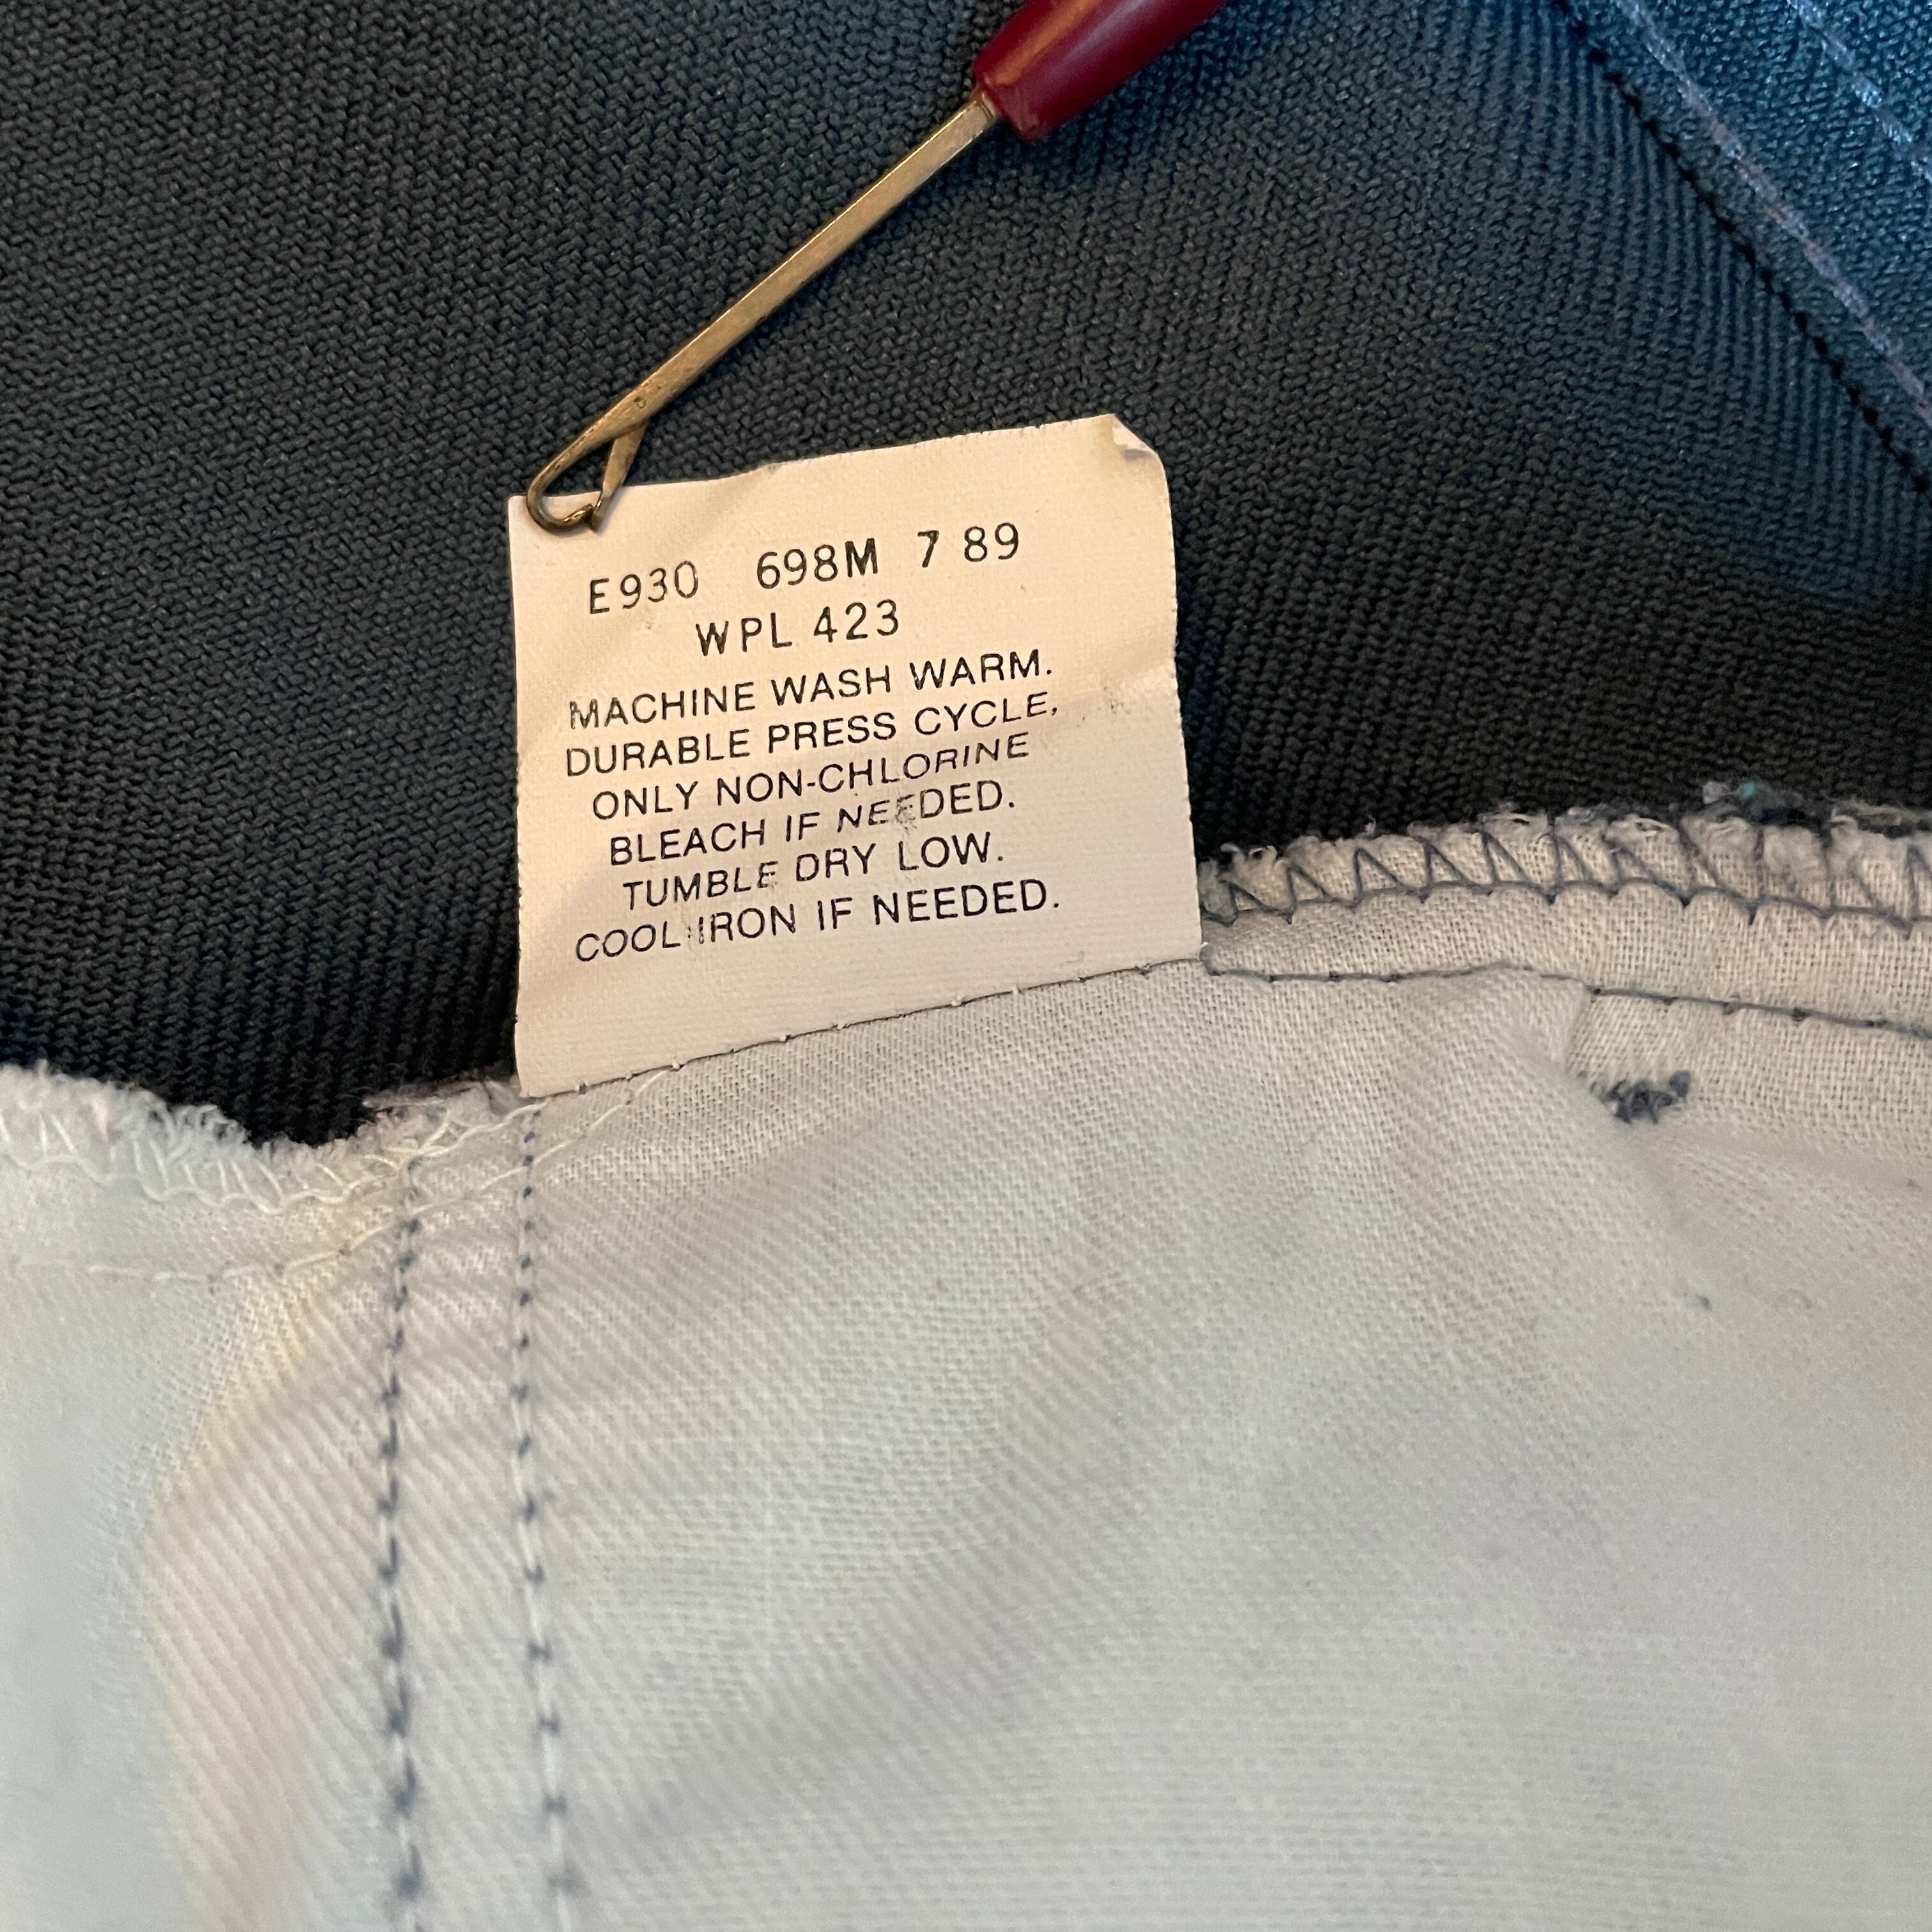 E930 698M 7 89
WPL 423
MACHINE WASH WARM.
DURABLE PRESS CYCLE,
ONLY NON-CHLORINE
BLEACH IF NEEDED.
TUMBLE DRY LOW.
COOL IRON IF NEEDED.